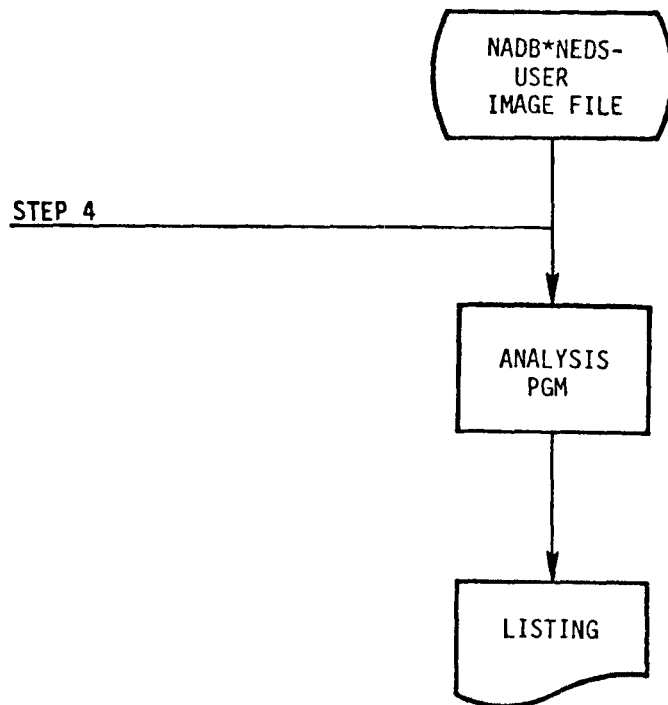 NADB*NEDS-
USER
IMAGE FILE
STEP 4
ANALYSIS
PGM
LISTING